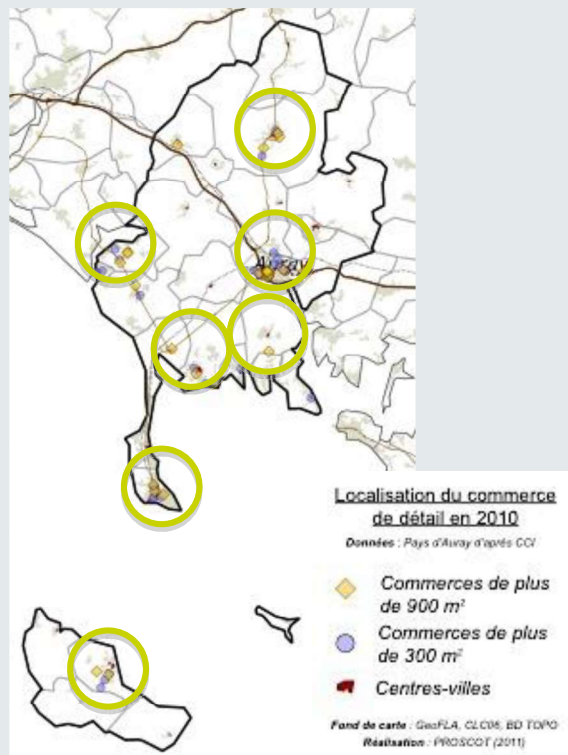 Auray
Localisation du commerce
de détail en 2010
Données : Pays d'Auray d'après CCI
Commerces de plus
de 900 m²
Commerces de plus
de 300 m²
Centres-villes
Fond de carte : GeoFLA, CLC06, BD TOPO
Réalisation : PROSCOT (2011)